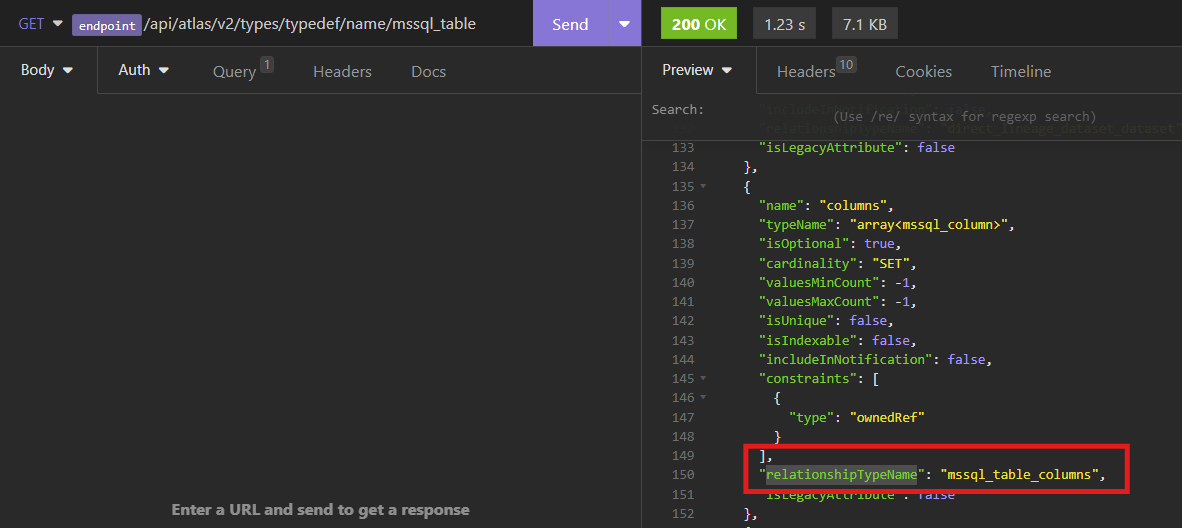 GET endpoint /api/atlas/v2/types/typedef/name/mssql_table Send 200 OK 1.23 s 7.1 KB
Body Auth Query 1 Headers Docs Preview Headers 10 Cookies Timeline
Search: (Use /re/ syntax for regexp search)
"includeInNotification": false,
"relationshipTypeName": "direct_lineage_dataset_dataset"
133 "isLegacyAttribute": false
134 },
135 {
136 "name": "columns",
137 "typeName": "array<mssql_column>",
138 "isOptional": true,
139 "cardinality": "SET",
140 "valuesMinCount": -1,
141 "valuesMaxCount": -1,
142 "isUnique": false,
143 "isIndexable": false,
144 "includeInNotification": false,
145 "constraints": [
146 {
147 "type": "ownedRef"
148 }
149 ],
150 "relationshipTypeName": "mssql_table_columns",
151 "isLegacyAttribute": false
152 },
Enter a URL and send to get a response